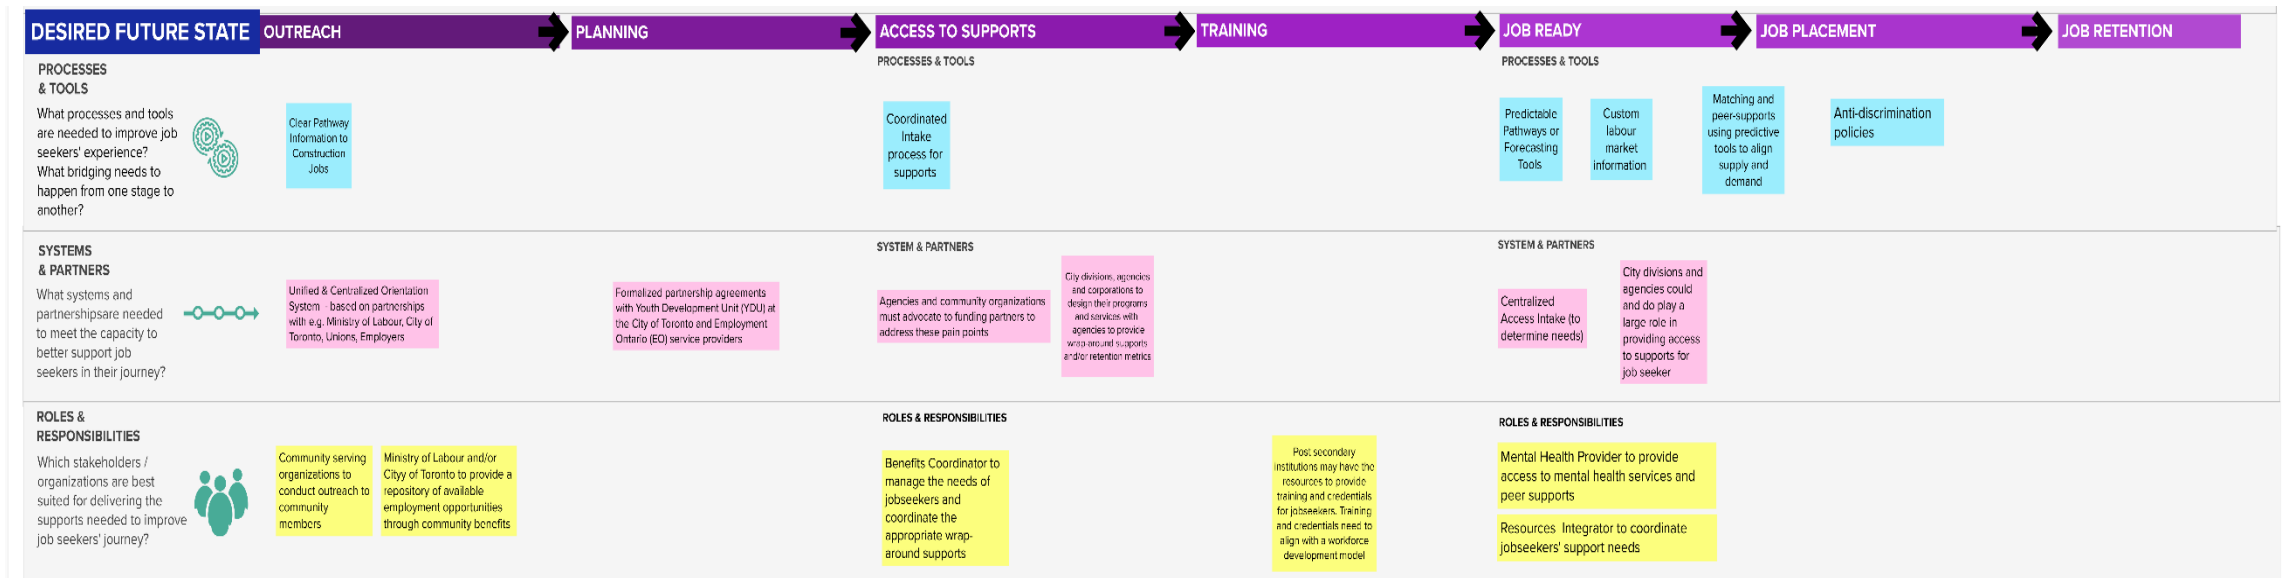 DESIRED FUTURE STATE
OUTREACH
PLANNING
ACCESS TO SUPPORTS
TRAINING
JOB READY
JOB PLACEMENT
JOB RETENTION
PROCESSES
& TOOLS
What processes and tools
are needed to improve job
seekers' experience?
What bridging needs to
happen from one stage to
another?
Clear Pathway
Information to
Construction
Jobs
PROCESSES & TOOLS
Coordinated
Intake
process for
supports
PROCESSES & TOOLS
Predictable
Pathways or
Forecasting
Tools
Custom
labour
market
information
Matching and
peer-supports
using predictive
tools to align
supply and
demand
Anti-discrimination
policies
SYSTEMS
& PARTNERS
What systems and
partnershipsare needed
to meet the capacity to
better support job
seekers in their journey?
Unified & Centralized Orientation
System - based on partnerships
with e.g. Ministry of Labour, City of
Toronto, Unions, Employers
Formalized partnership agreements
with Youth Development Unit (YDU) at
the City of Toronto and Employment
Ontario (EO) service providers
SYSTEM & PARTNERS
Agencies and community organizations
must advocate to funding partners to
address these pain points
City divisions, agencies
and corporations to
design their programs
and services with
agencies to provide
wrap-around supports
and/or retention metrics
SYSTEM & PARTNERS
Centralized
Access Intake (to
determine needs)
City divisions and
agencies could
and do play a
large role in
providing access
to supports for
job seeker
ROLES &
RESPONSIBILITIES
Which stakeholders /
organizations are best
suited for delivering the
supports needed to improve
job seekers' journey?
Community serving
organizations to
conduct outreach to
community
members
Ministry of Labour and/or
Cityy of Toronto to provide a
repository of available
employment opportunities
through community benefits
ROLES & RESPONSIBILITIES
Benefits Coordinator to
manage the needs of
jobseekers and
coordinate the
appropriate wrap-
around supports
Post secondary
institutions may have the
resources to provide
training and credentials
for jobseekers. Training
and credentials need to
align with a workforce
development model
ROLES & RESPONSIBILITIES
Mental Health Provider to provide
access to mental health services and
peer supports
Resources Integrator to coordinate
jobseekers' support needs